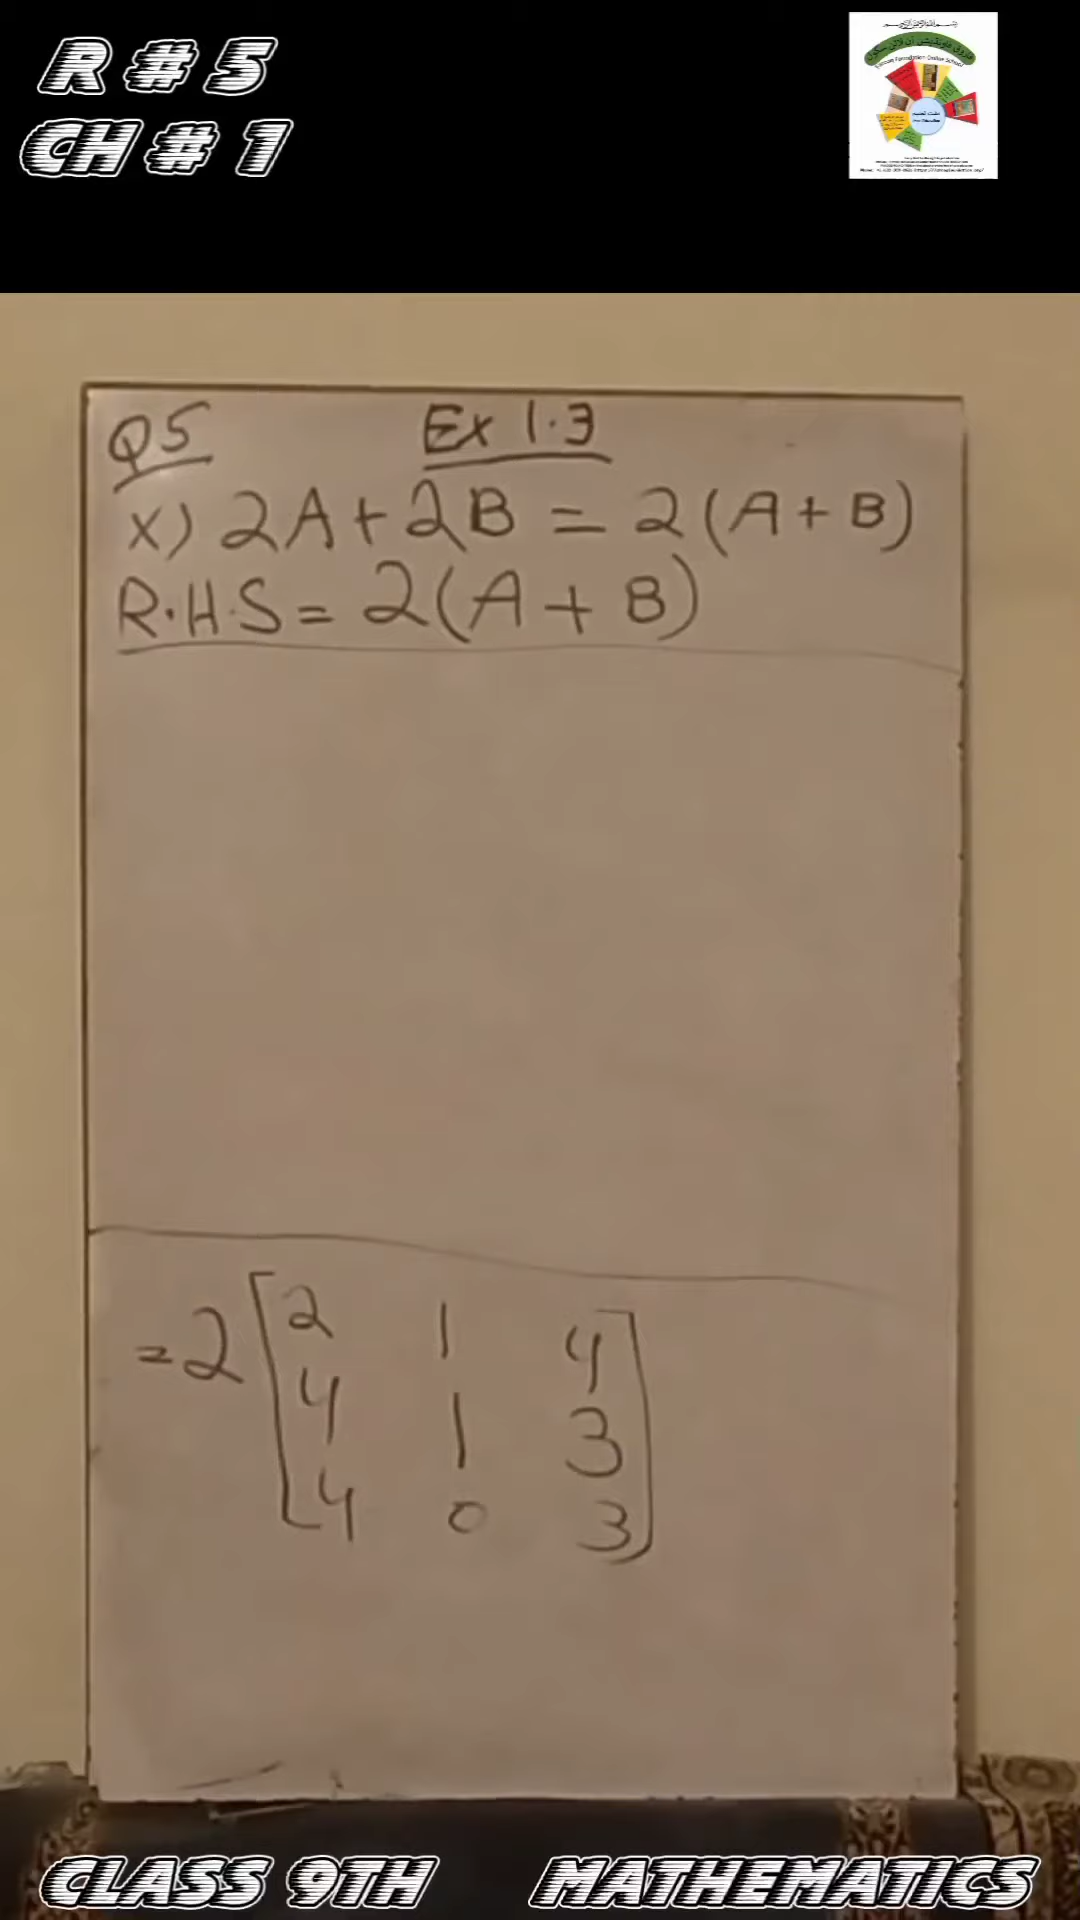 R # 5
CH # 1
Q5 Ex 1.3
x) 2A + 2B = 2(A + B)
R.H.S = 2(A + B)
= 2 [2 1 4
4 1 3
4 0 3]
CLASS 9TH MATHEMATICS